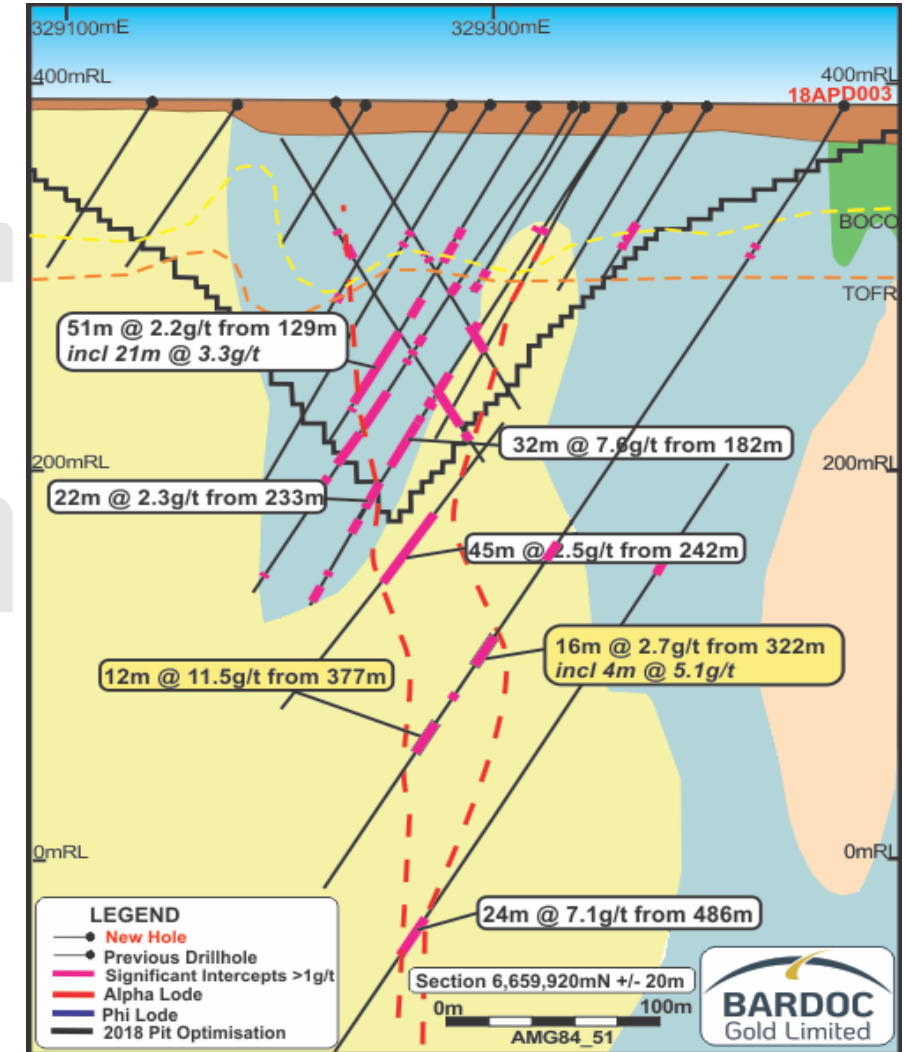 329100mE
329300mE
400mRL
400mRL
18APD003
BOCO
TOFR
51m @ 2.2g/t from 129m
incl 21m @ 3.3g/t
32m @ 7.6g/t from 182m
200mRL
200mRL
22m @ 2.3g/t from 233m
45m @ 2.5g/t from 242m
16m @ 2.7g/t from 322m
incl 4m @ 5.1g/t
12m @ 11.5g/t from 377m
0mRL
0mRL
24m @ 7.1g/t from 486m
LEGEND
New Hole
Previous Drillhole
Significant Intercepts >1g/t
Alpha Lode
Phi Lode
2018 Pit Optimisation
Section 6,659,920mN +/- 20m
0m 100m
AMG84_51
BARDOC
Gold Limited